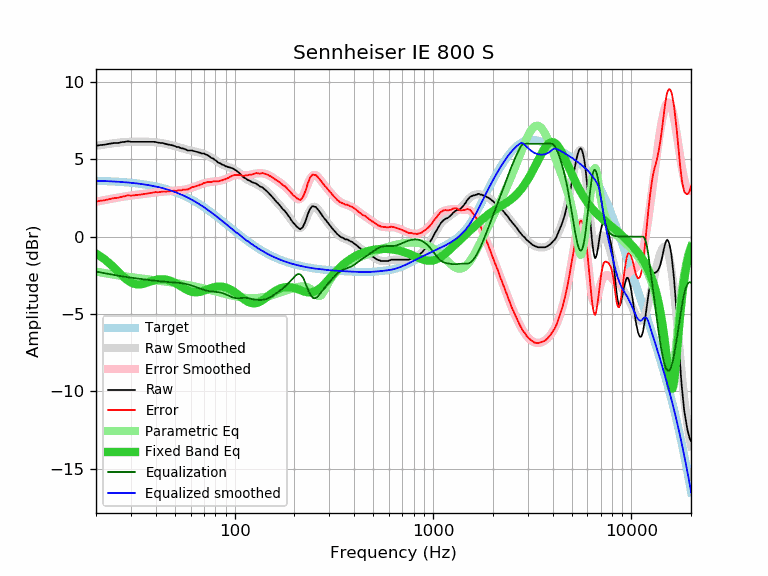 Sennheiser IE 800 S
Amplitude (dBr)
10
5
0
−5
−10
−15
Target
Raw Smoothed
Error Smoothed
Raw
Error
Parametric Eq
Fixed Band Eq
Equalization
Equalized smoothed
100 1000 10000
Frequency (Hz)